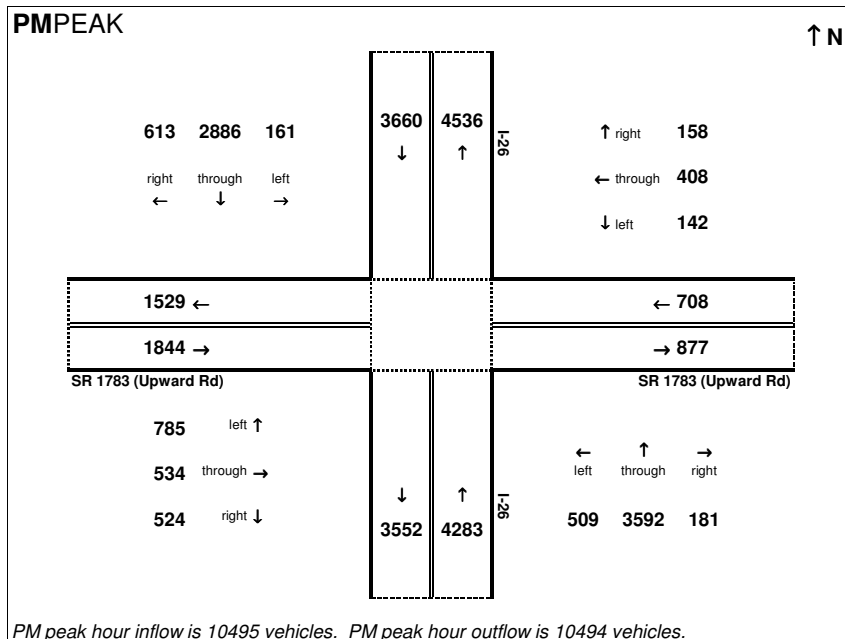 PMPEAK
↑ N
613 2886 161
right through left
← ↓ →
3660 4536
↓ ↑
I-26
↑ right 158
← through 408
↓ left 142
1529 ←
1844 →
← 708
→ 877
SR 1783 (Upward Rd)
SR 1783 (Upward Rd)
785 left ↑
534 through →
524 right ↓
↓ ↑
3552 4283
I-26
← ↑ →
left through right
509 3592 181
PM peak hour inflow is 10495 vehicles. PM peak hour outflow is 10494 vehicles.